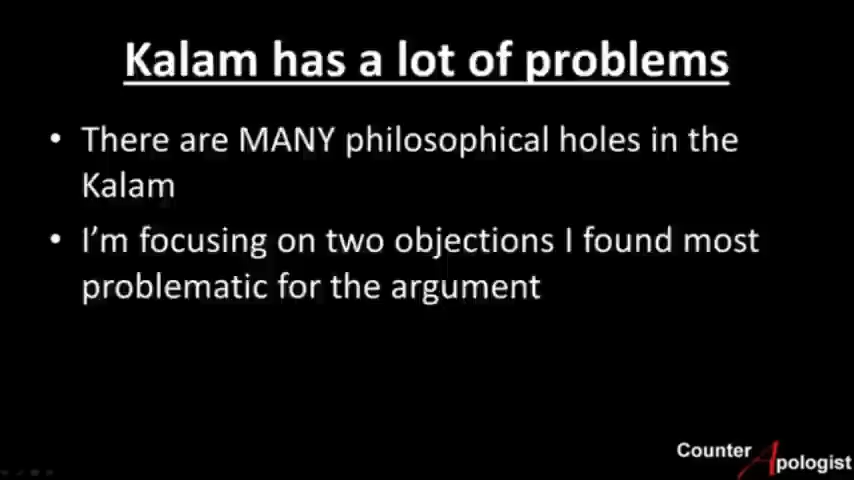 Kalam has a lot of problems
• There are MANY philosophical holes in the
Kalam
• I'm focusing on two objections I found most
problematic for the argument
Counter
Apologist